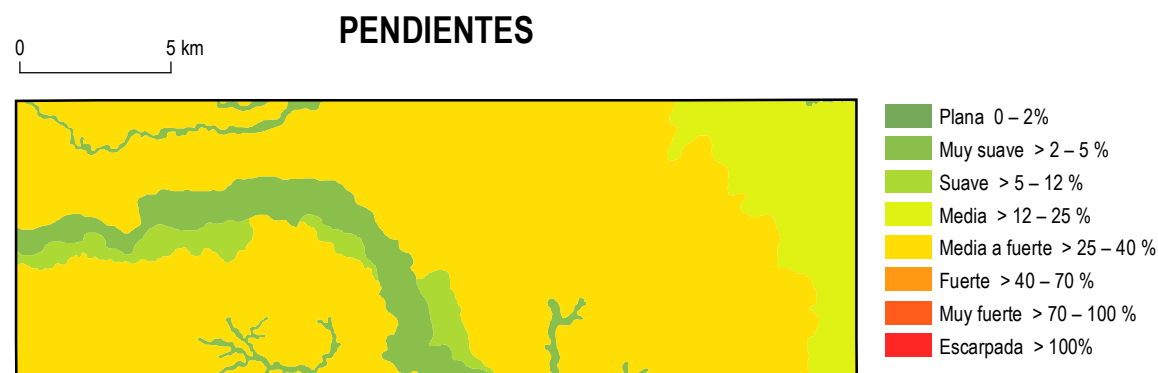 PENDIENTES
0 5 km
Plana 0 – 2%
Muy suave > 2 – 5 %
Suave > 5 – 12 %
Media > 12 – 25 %
Media a fuerte > 25 – 40 %
Fuerte > 40 – 70 %
Muy fuerte > 70 – 100 %
Escarpada > 100%